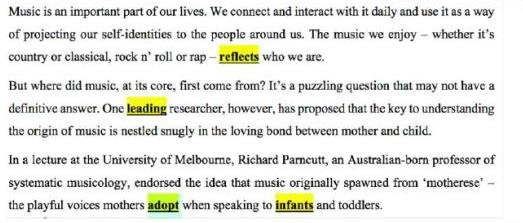 Music is an important part of our lives. We connect and interact with it daily and use it as a way
of projecting our self-identities to the people around us. The music we enjoy – whether it's
country or classical, rock n' roll or rap – reflects who we are.
But where did music, at its core, first come from? It's a puzzling question that may not have a
definitive answer. One leading researcher, however, has proposed that the key to understanding
the origin of music is nestled snugly in the loving bond between mother and child.
In a lecture at the University of Melbourne, Richard Parncutt, an Australian-born professor of
systematic musicology, endorsed the idea that music originally spawned from 'motherese' –
the playful voices mothers adopt when speaking to infants and toddlers.